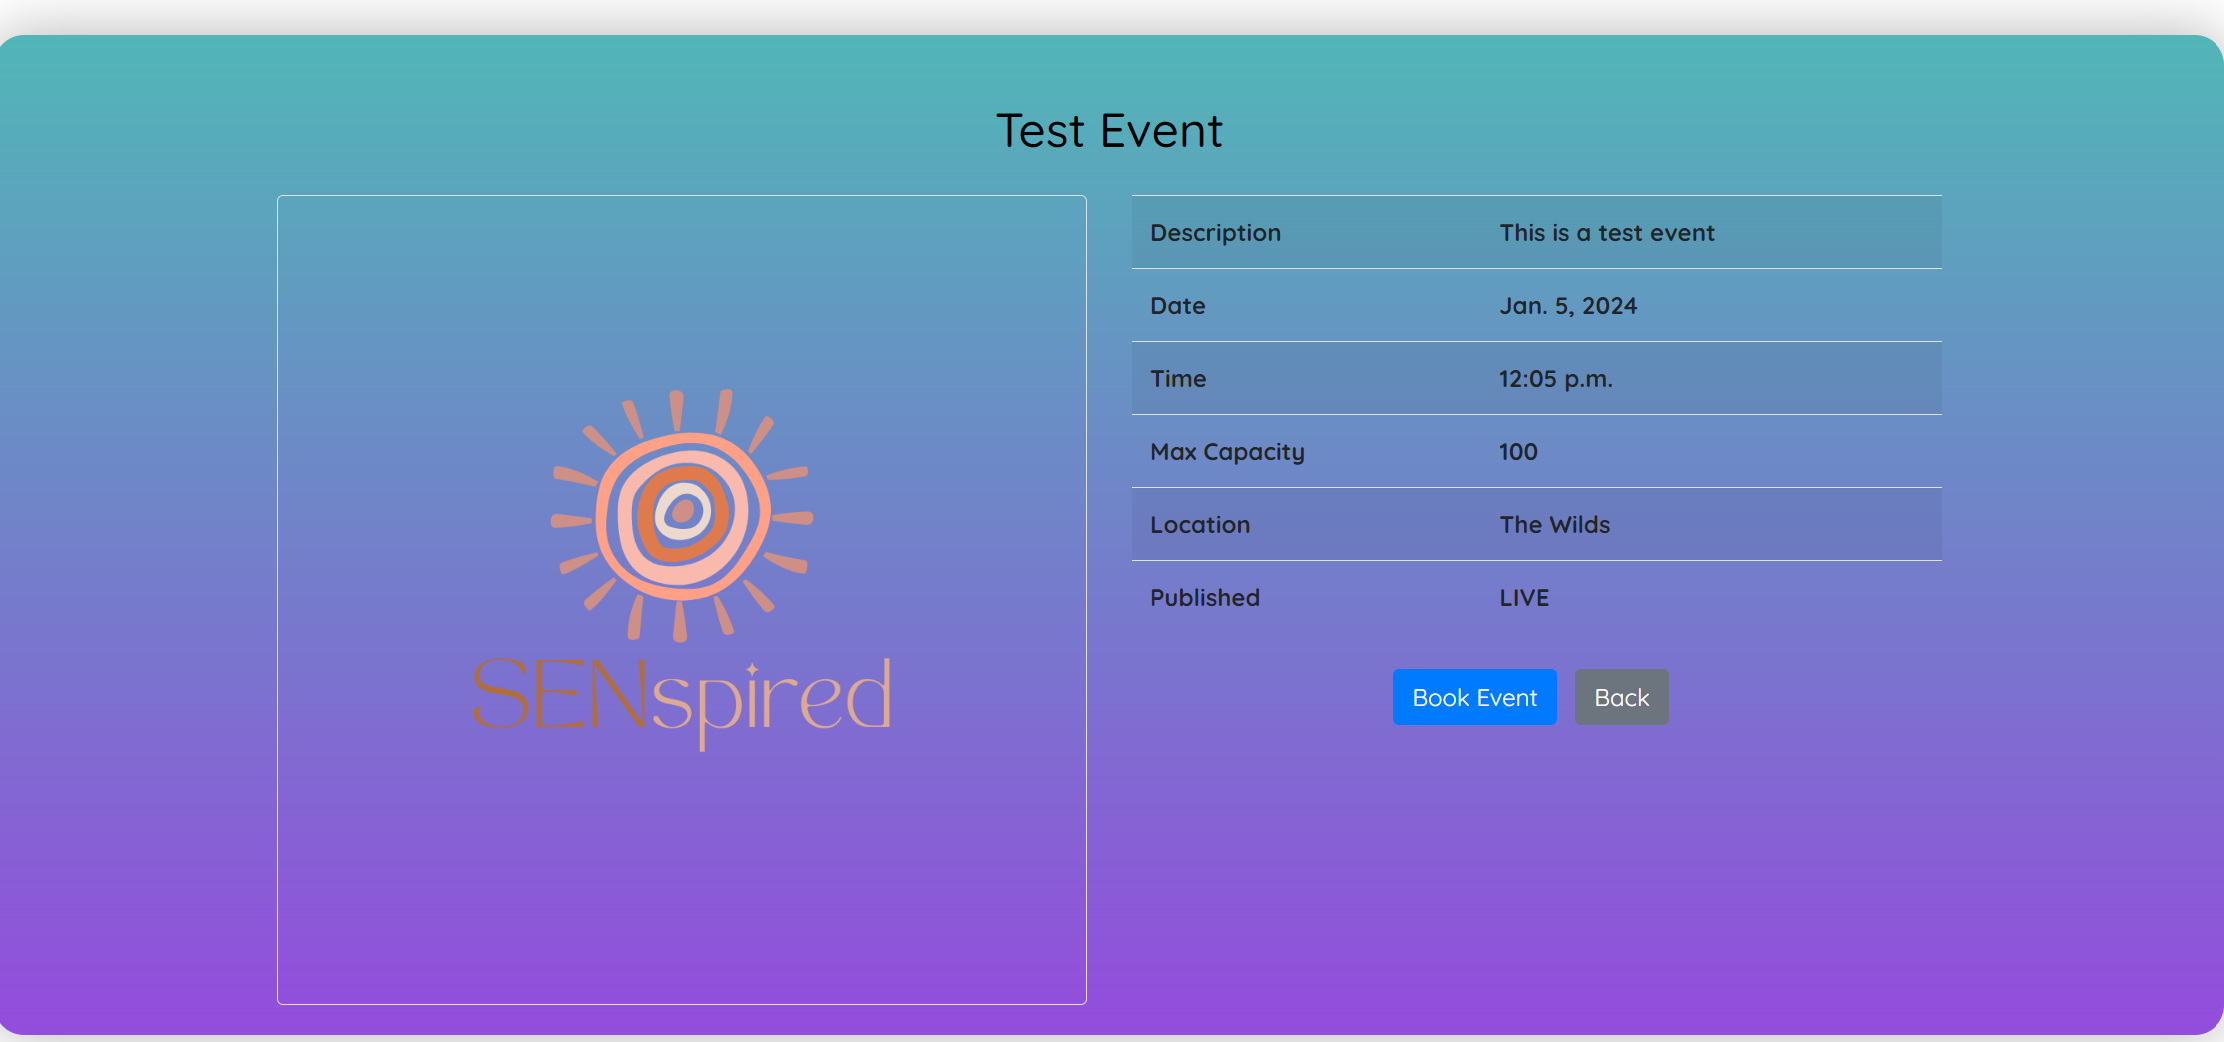 Test Event
SENspired
Description This is a test event
Date Jan. 5, 2024
Time 12:05 p.m.
Max Capacity 100
Location The Wilds
Published LIVE
Book Event Back